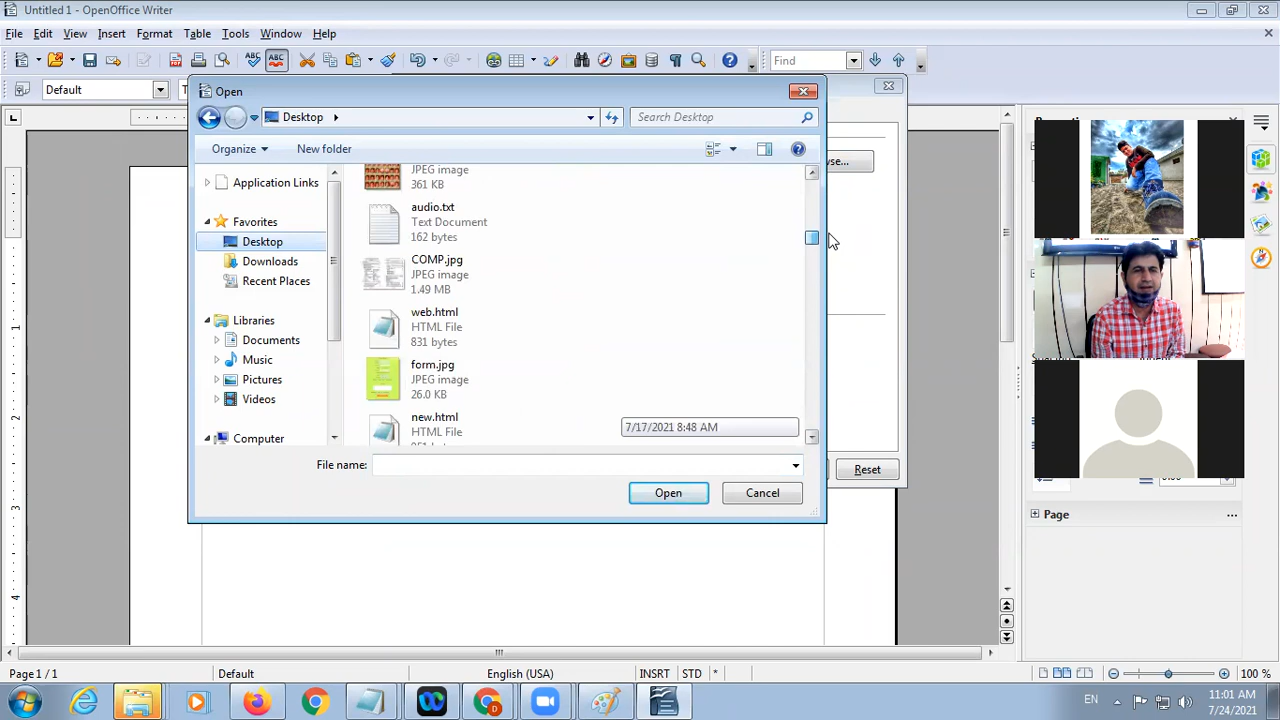 Untitled 1 - OpenOffice Writer
File Edit View Insert Format Table Tools Window Help
Find
Default
Open
Desktop
Search Desktop
Organize New folder
Application Links
Favorites
Desktop
Downloads
Recent Places
Libraries
Documents
Music
Pictures
Videos
Computer
JPEG image
361 KB
audio.txt
Text Document
162 bytes
COMP.jpg
JPEG image
1.49 MB
web.html
HTML File
831 bytes
form.jpg
JPEG image
26.0 KB
new.html
HTML File
7/17/2021 8:48 AM
File name:
Open Cancel
Reset
Page
1
2
3
4
Page 1 / 1 Default English (USA) INSRT STD * 100 %
EN 11:01 AM
7/24/2021